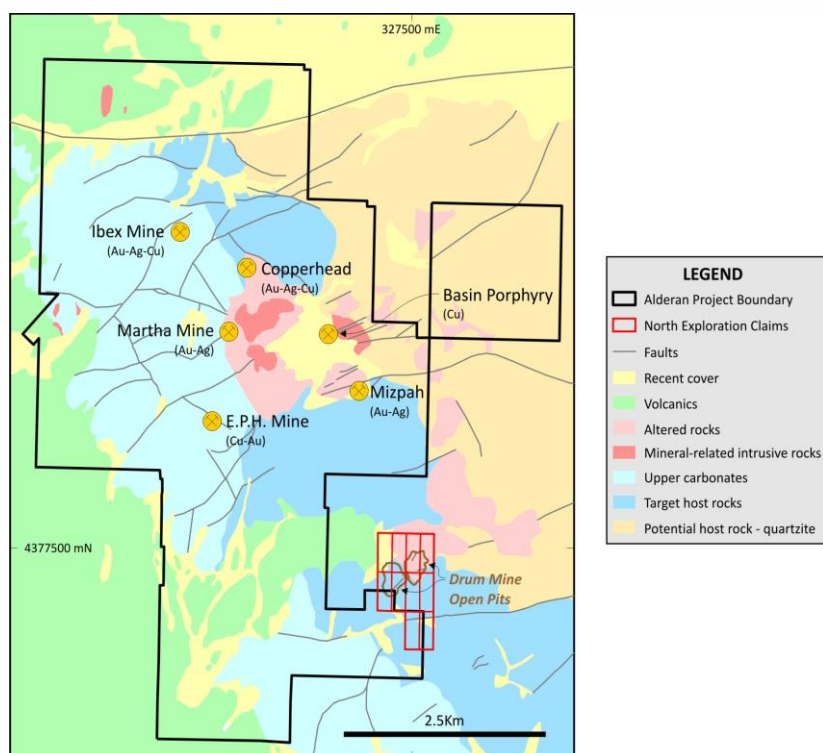 327500 mE
Ibex Mine
(Au-Ag-Cu)
Copperhead
(Au-Ag-Cu)
Basin Porphyry
(Cu)
Martha Mine
(Au-Ag)
Mizpah
(Au-Ag)
E.P.H. Mine
(Cu-Au)
4377500 mN
Drum Mine
Open Pits
2.5Km
LEGEND
Alderan Project Boundary
North Exploration Claims
Faults
Recent cover
Volcanics
Altered rocks
Mineral-related intrusive rocks
Upper carbonates
Target host rocks
Potential host rock - quartzite